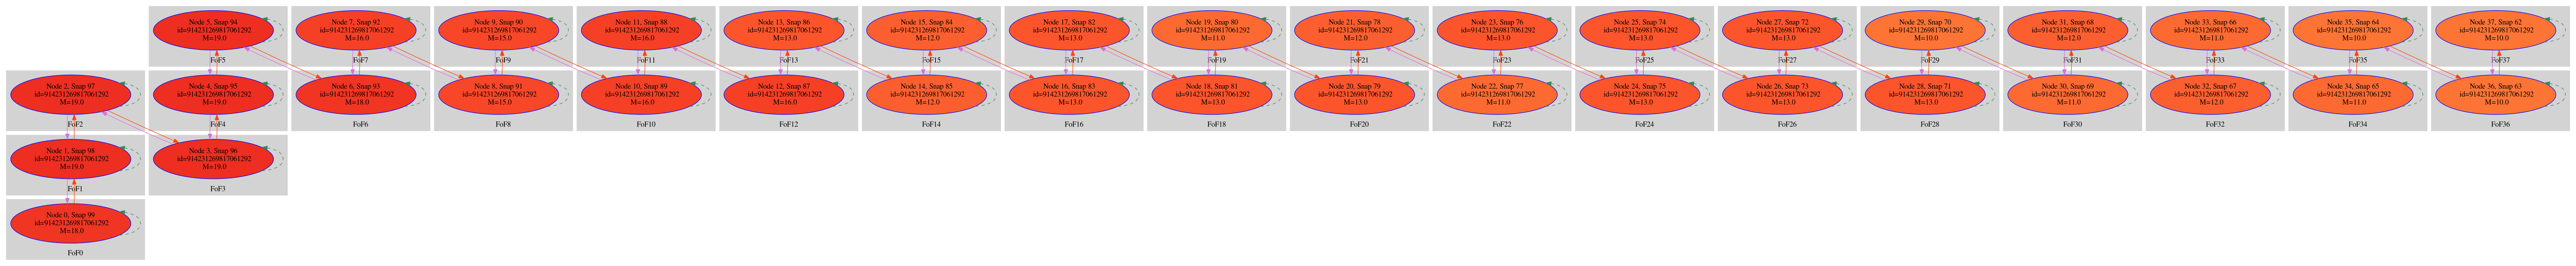 Node 5, Snap 94
id=914231269817061292
M=19.0
FoF5
Node 7, Snap 92
id=914231269817061292
M=16.0
FoF7
Node 9, Snap 90
id=914231269817061292
M=15.0
FoF9
Node 11, Snap 88
id=914231269817061292
M=16.0
FoF11
Node 13, Snap 86
id=914231269817061292
M=13.0
FoF13
Node 15, Snap 84
id=914231269817061292
M=12.0
FoF15
Node 17, Snap 82
id=914231269817061292
M=13.0
FoF17
Node 19, Snap 80
id=914231269817061292
M=11.0
FoF19
Node 21, Snap 78
id=914231269817061292
M=12.0
FoF21
Node 23, Snap 76
id=914231269817061292
M=13.0
FoF23
Node 25, Snap 74
id=914231269817061292
M=13.0
FoF25
Node 27, Snap 72
id=914231269817061292
M=13.0
FoF27
Node 29, Snap 70
id=914231269817061292
M=10.0
FoF29
Node 31, Snap 68
id=914231269817061292
M=12.0
FoF31
Node 33, Snap 66
id=914231269817061292
M=11.0
FoF33
Node 35, Snap 64
id=914231269817061292
M=10.0
FoF35
Node 37, Snap 62
id=914231269817061292
M=10.0
FoF37
Node 2, Snap 97
id=914231269817061292
M=19.0
FoF2
Node 4, Snap 95
id=914231269817061292
M=19.0
FoF4
Node 6, Snap 93
id=914231269817061292
M=18.0
FoF6
Node 8, Snap 91
id=914231269817061292
M=15.0
FoF8
Node 10, Snap 89
id=914231269817061292
M=16.0
FoF10
Node 12, Snap 87
id=914231269817061292
M=16.0
FoF12
Node 14, Snap 85
id=914231269817061292
M=12.0
FoF14
Node 16, Snap 83
id=914231269817061292
M=13.0
FoF16
Node 18, Snap 81
id=914231269817061292
M=13.0
FoF18
Node 20, Snap 79
id=914231269817061292
M=13.0
FoF20
Node 22, Snap 77
id=914231269817061292
M=11.0
FoF22
Node 24, Snap 75
id=914231269817061292
M=13.0
FoF24
Node 26, Snap 73
id=914231269817061292
M=13.0
FoF26
Node 28, Snap 71
id=914231269817061292
M=13.0
FoF28
Node 30, Snap 69
id=914231269817061292
M=11.0
FoF30
Node 32, Snap 67
id=914231269817061292
M=12.0
FoF32
Node 34, Snap 65
id=914231269817061292
M=11.0
FoF34
Node 36, Snap 63
id=914231269817061292
M=10.0
FoF36
Node 1, Snap 98
id=914231269817061292
M=19.0
FoF1
Node 3, Snap 96
id=914231269817061292
M=19.0
FoF3
Node 0, Snap 99
id=914231269817061292
M=18.0
FoF0